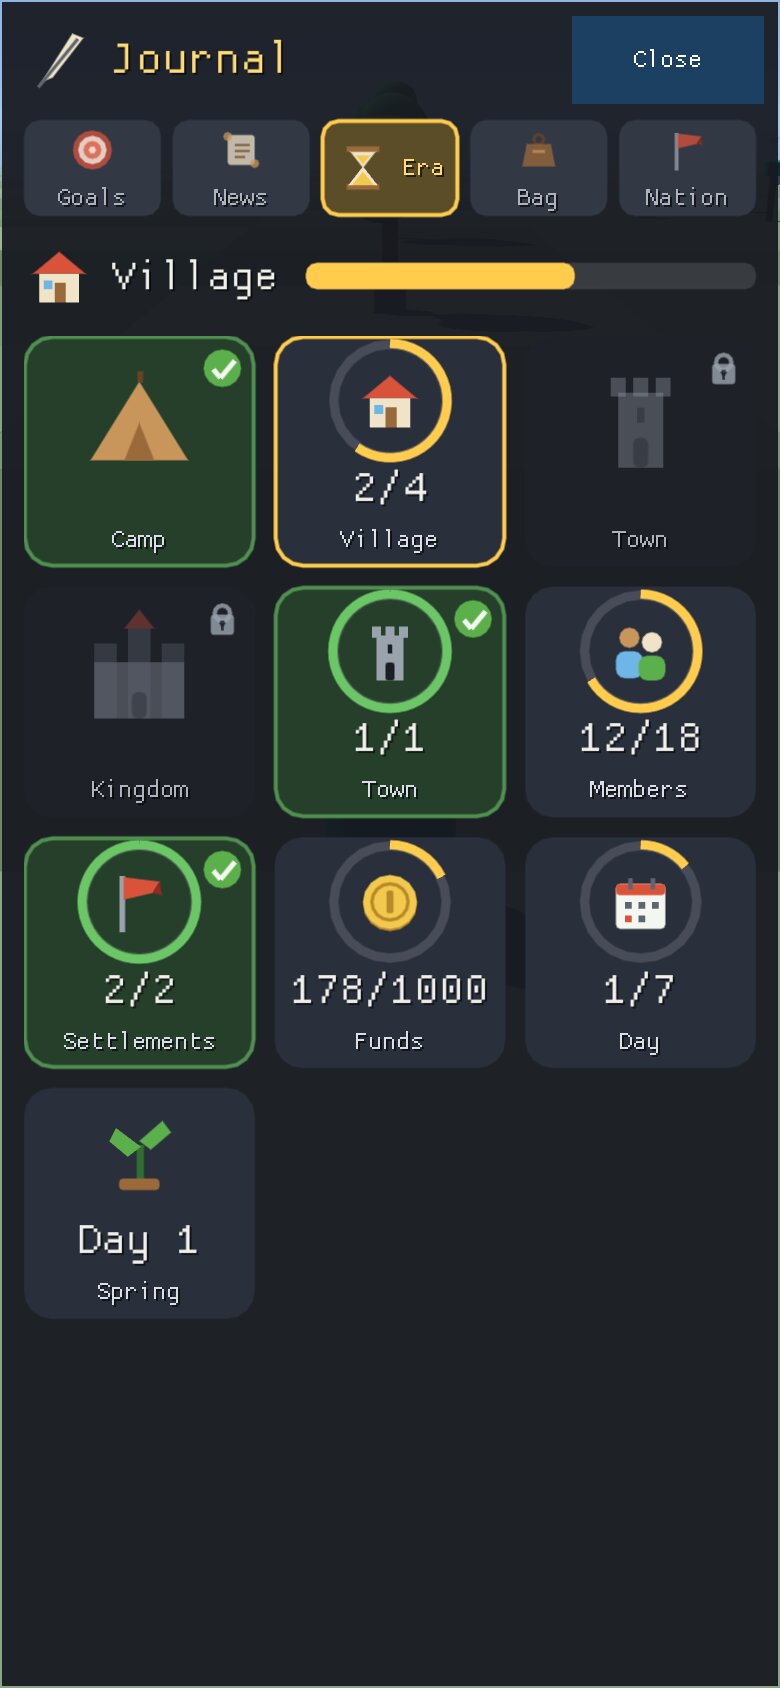 Journal
Close
Goals
News
Era
Bag
Nation
Village
Camp
2/4
Village
Town
Kingdom
1/1
Town
12/18
Members
2/2
Settlements
178/1000
Funds
1/7
Day
Day 1
Spring